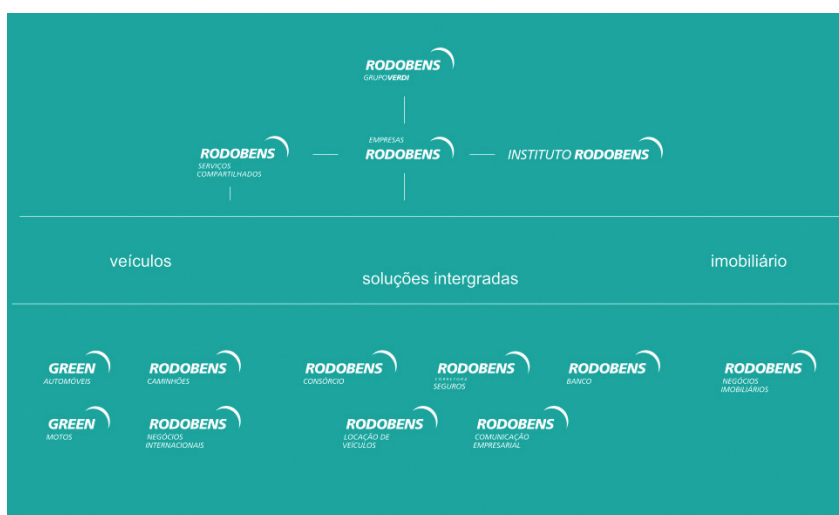 RODOBENS
GRUPOVERDI
RODOBENS
SERVIÇOS
COMPARTILHADOS
EMPRESAS
RODOBENS
INSTITUTO RODOBENS
veículos
soluções intergradas
imobiliário
GREEN
AUTOMÓVEIS
RODOBENS
CAMINHÕES
RODOBENS
CONSÓRCIO
RODOBENS
CORRETORA
SEGUROS
RODOBENS
BANCO
RODOBENS
NEGÓCIOS
IMOBILIÁRIOS
GREEN
MOTOS
RODOBENS
NEGÓCIOS
INTERNACIONAIS
RODOBENS
LOCAÇÃO DE
VEÍCULOS
RODOBENS
COMUNICAÇÃO
EMPRESARIAL